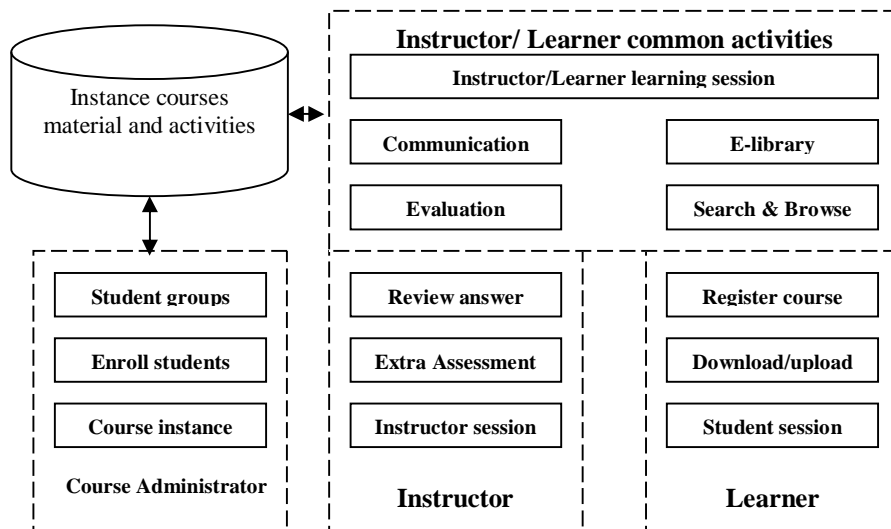 Instance courses
material and activities
Instructor/ Learner common activities
Instructor/Learner learning session
Communication
E-library
Evaluation
Search & Browse
Student groups
Enroll students
Course instance
Course Administrator
Review answer
Extra Assessment
Instructor session
Instructor
Register course
Download/upload
Student session
Learner